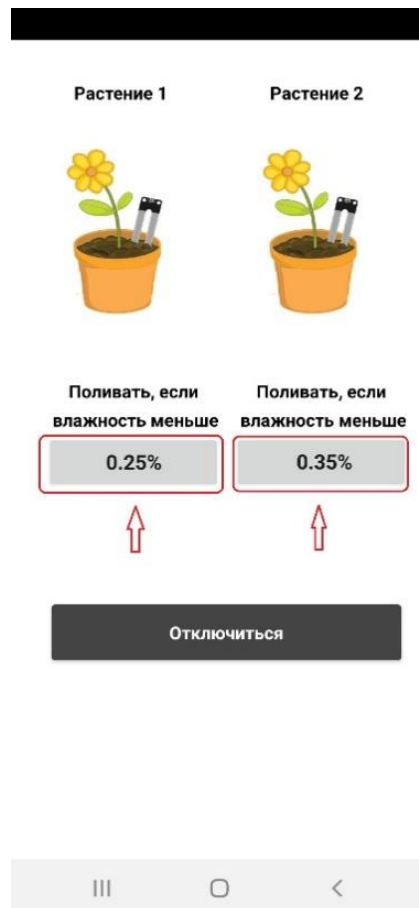 Растение 1
Растение 2
Поливать, если
влажность меньше
Поливать, если
влажность меньше
0.25%
0.35%
Отключиться